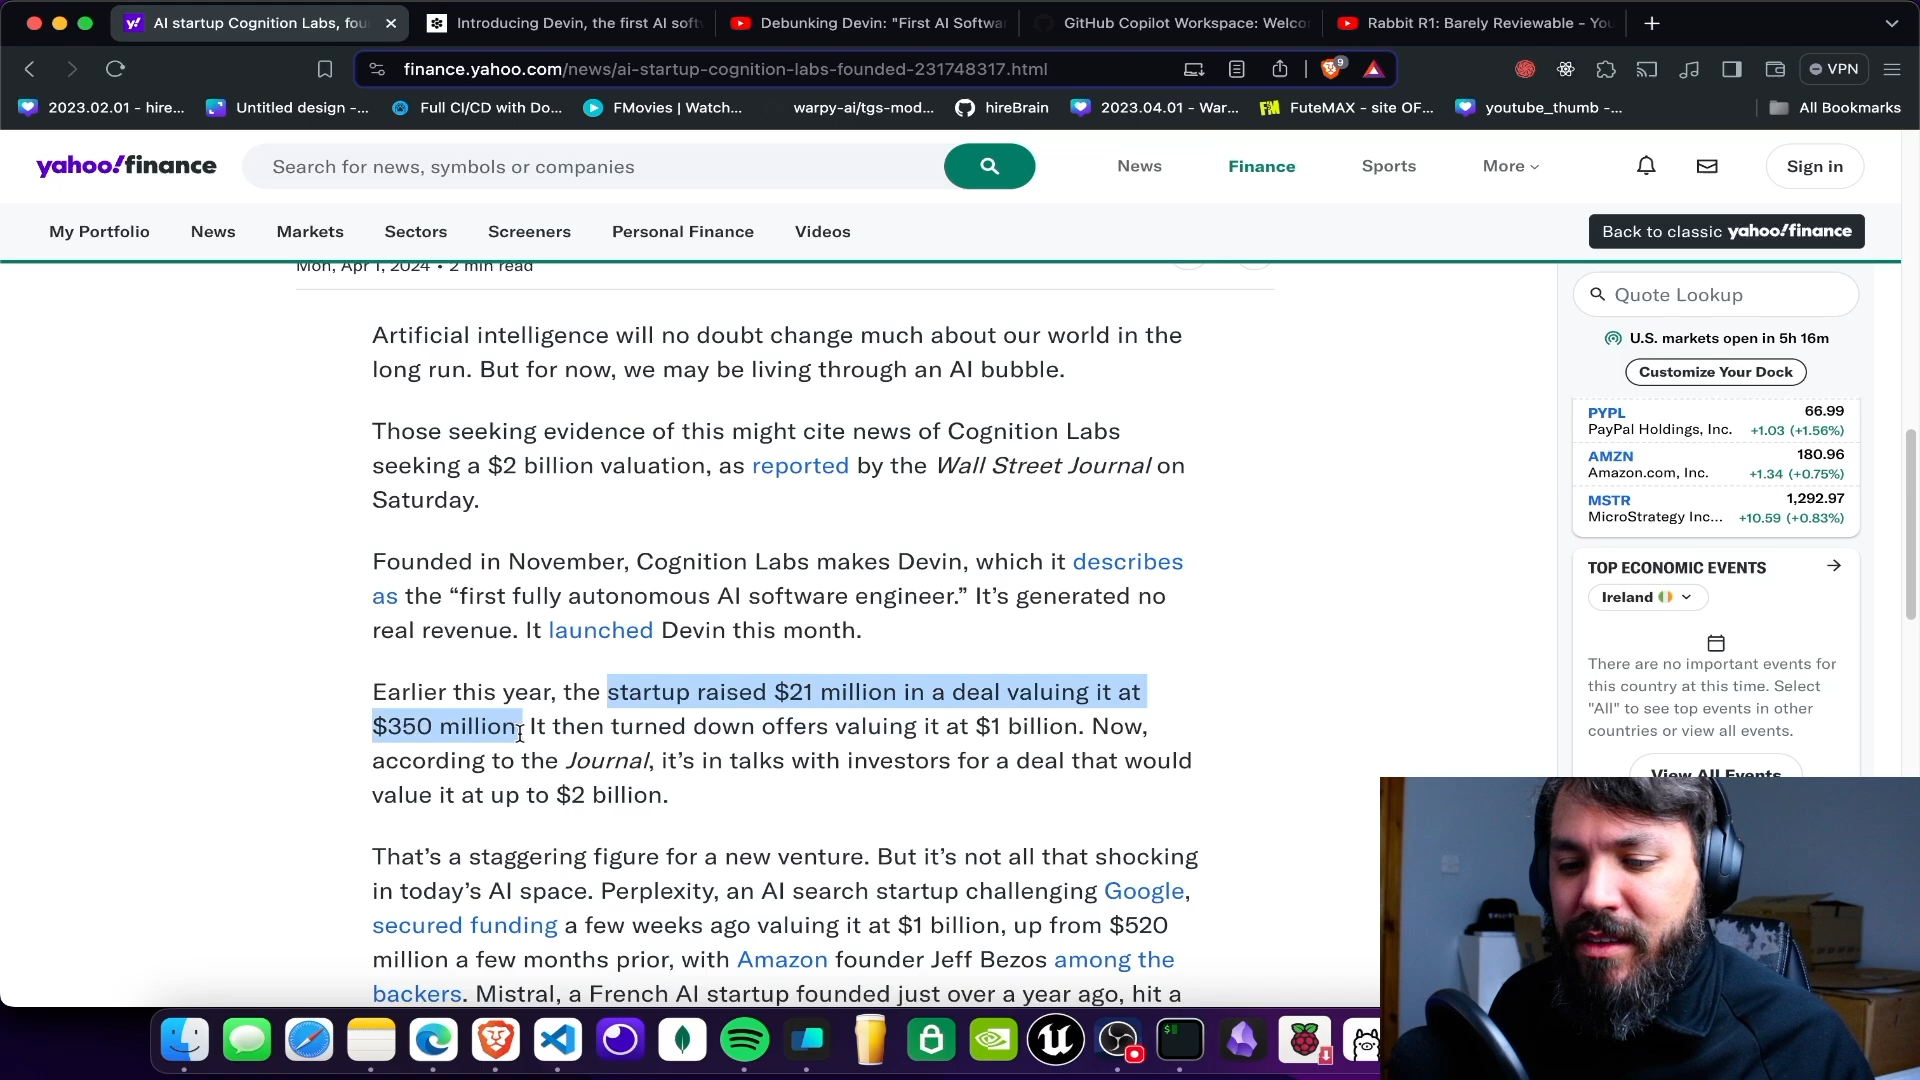 AI startup Cognition Labs, fou
Introducing Devin, the first AI soft
Debunking Devin: "First AI Softwa
GitHub Copilot Workspace: Welco
Rabbit R1: Barely Reviewable - Yo
finance.yahoo.com/news/ai-startup-cognition-labs-founded-231748317.html
9
VPN
2023.02.01 - hire...
Untitled design -...
Full CI/CD with Do...
FMovies | Watch...
warpy-ai/tgs-mod...
hireBrain
2023.04.01 - War...
FuteMAX - site OF...
youtube_thumb -...
All Bookmarks
yahoo!finance
Search for news, symbols or companies
News
Finance
Sports
More
Sign in
My Portfolio
News
Markets
Sectors
Screeners
Personal Finance
Videos
Back to classic yahoo!finance
Mon, Apr 1, 2024 • 2 min read
Artificial intelligence will no doubt change much about our world in the
long run. But for now, we may be living through an AI bubble.
Those seeking evidence of this might cite news of Cognition Labs
seeking a $2 billion valuation, as reported by the Wall Street Journal on
Saturday.
Founded in November, Cognition Labs makes Devin, which it describes
as the “first fully autonomous AI software engineer.” It’s generated no
real revenue. It launched Devin this month.
Earlier this year, the startup raised $21 million in a deal valuing it at
$350 million. It then turned down offers valuing it at $1 billion. Now,
according to the Journal, it’s in talks with investors for a deal that would
value it at up to $2 billion.
That’s a staggering figure for a new venture. But it’s not all that shocking
in today’s AI space. Perplexity, an AI search startup challenging Google,
secured funding a few weeks ago valuing it at $1 billion, up from $520
million a few months prior, with Amazon founder Jeff Bezos among the
backers. Mistral, a French AI startup founded just over a year ago, hit a
Quote Lookup
U.S. markets open in 5h 16m
Customize Your Dock
PYPL 66.99
PayPal Holdings, Inc. +1.03 (+1.56%)
AMZN 180.96
Amazon.com, Inc. +1.34 (+0.75%)
MSTR 1,292.97
MicroStrategy Inc... +10.59 (+0.83%)
TOP ECONOMIC EVENTS
Ireland
There are no important events for
this country at this time. Select
"All" to see top events in other
countries or view all events.
View All Events